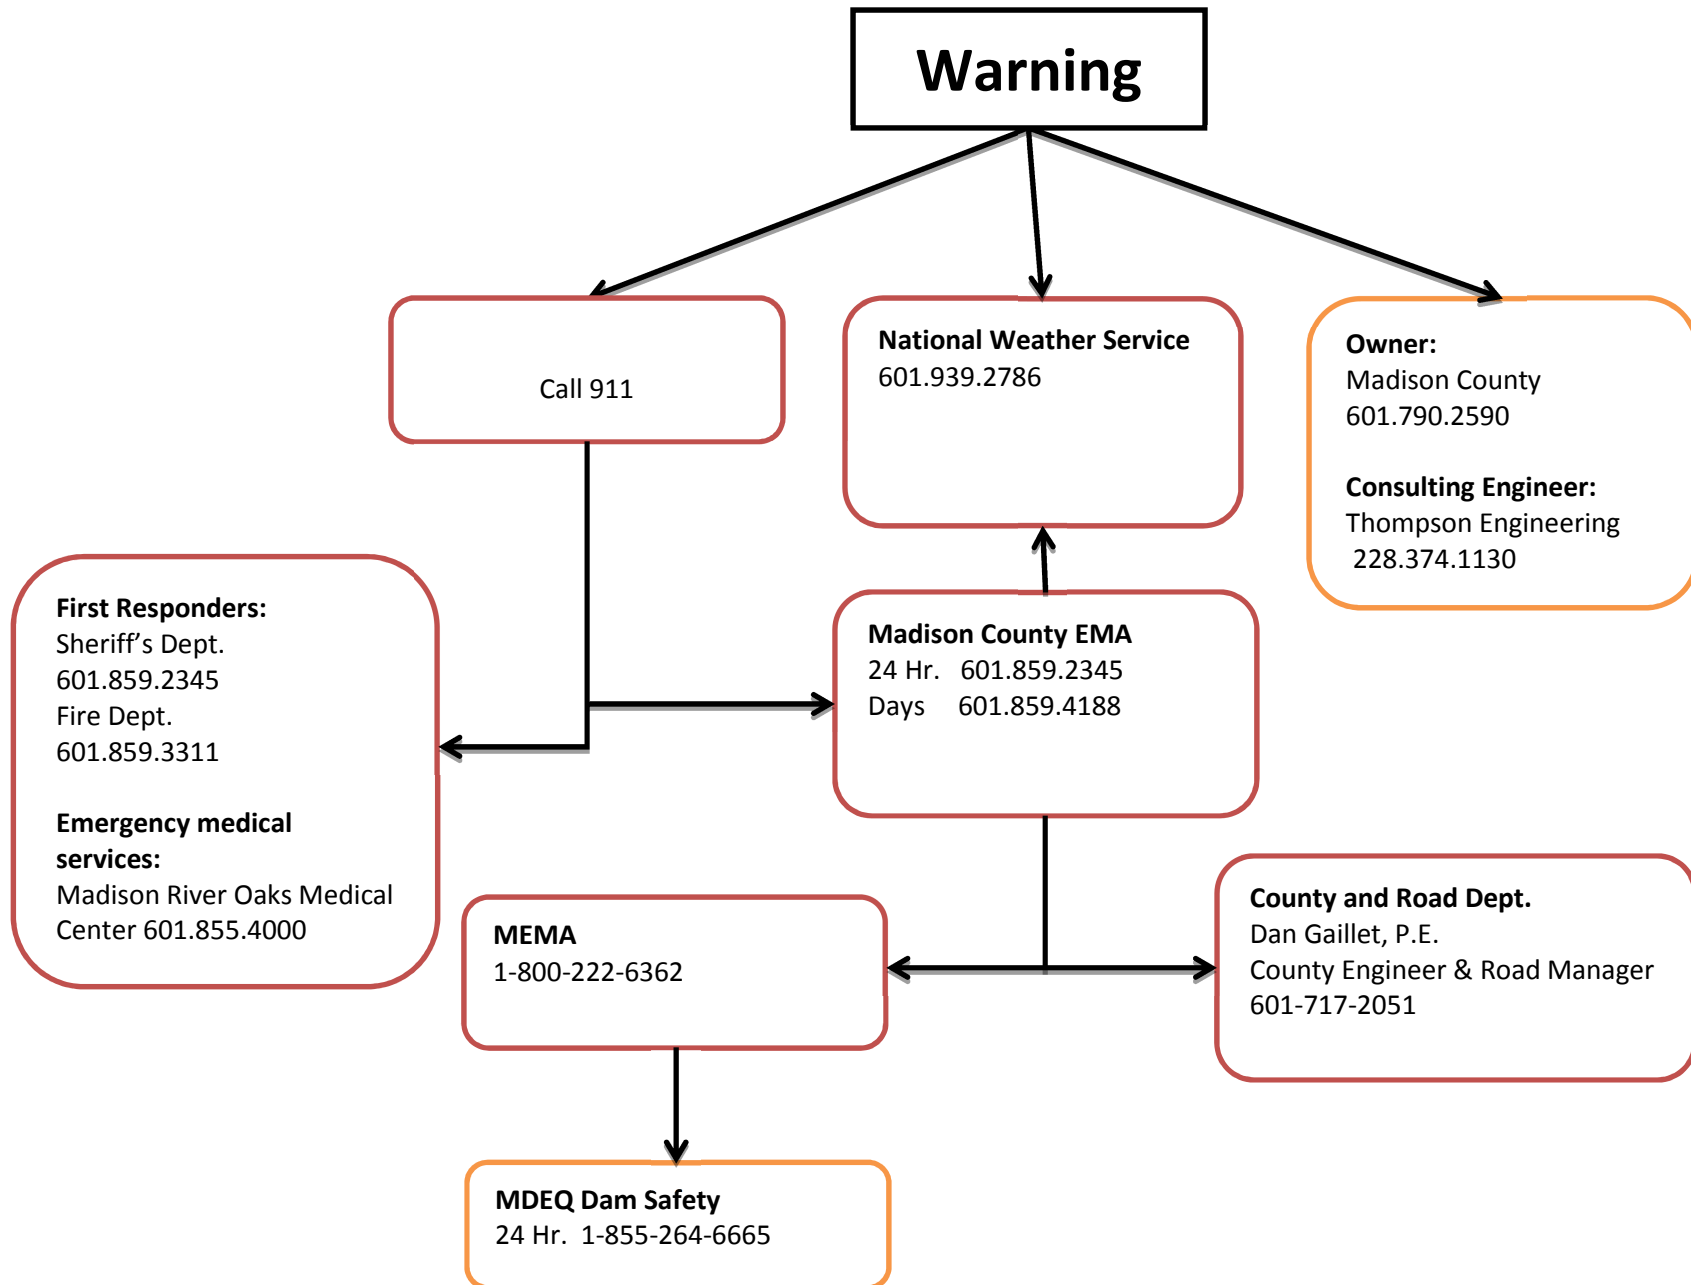 Warning
Call 911
National Weather Service
601.939.2786
Owner:
Madison County
601.790.2590
Consulting Engineer:
Thompson Engineering
228.374.1130
First Responders:
Sheriff’s Dept.
601.859.2345
Fire Dept.
601.859.3311
Emergency medical
services:
Madison River Oaks Medical
Center 601.855.4000
Madison County EMA
24 Hr. 601.859.2345
Days 601.859.4188
MEMA
1-800-222-6362
County and Road Dept.
Dan Gaillet, P.E.
County Engineer & Road Manager
601-717-2051
MDEQ Dam Safety
24 Hr. 1-855-264-6665